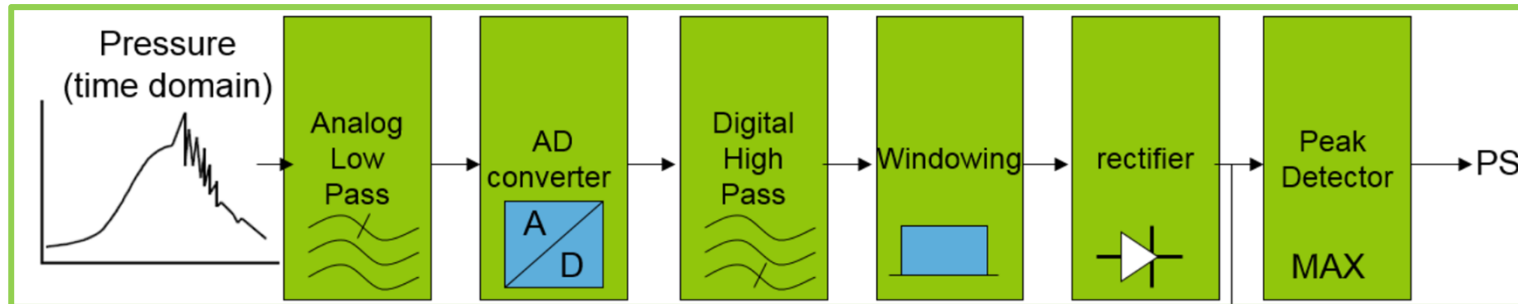 Pressure
(time domain)
Analog
Low
Pass
AD
converter
A
D
Digital
High
Pass
Windowing
rectifier
Peak
Detector
MAX
PS